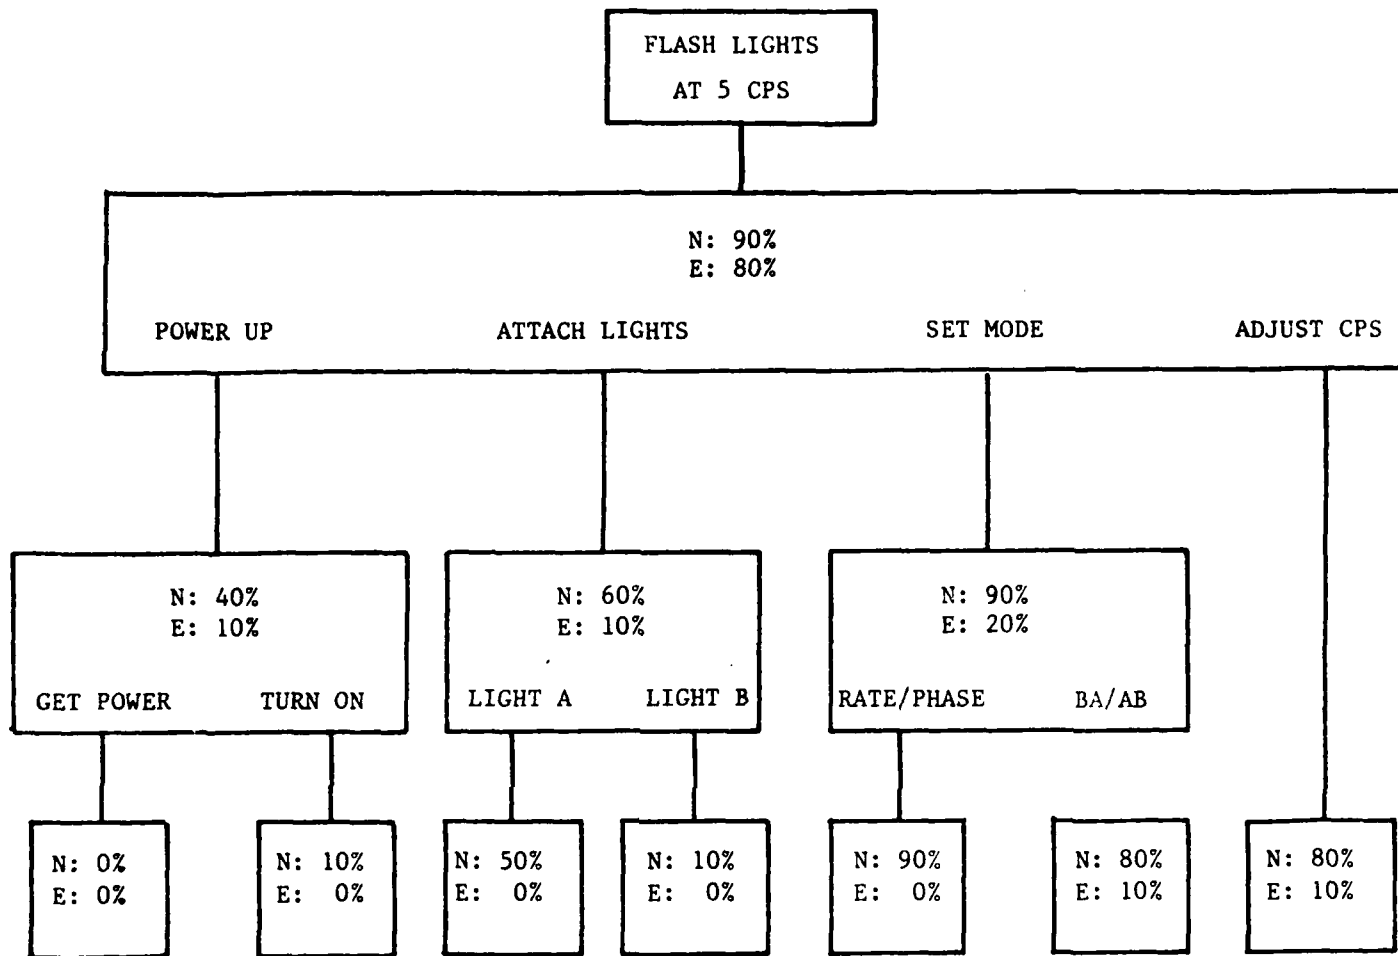 FLASH LIGHTS
AT 5 CPS
N: 90%
E: 80%
POWER UP ATTACH LIGHTS SET MODE ADJUST CPS
N: 40%
E: 10%
GET POWER TURN ON
N: 60%
E: 10%
LIGHT A LIGHT B
N: 90%
E: 20%
RATE/PHASE BA/AB
N: 0%
E: 0%
N: 10%
E: 0%
N: 50%
E: 0%
N: 10%
E: 0%
N: 90%
E: 0%
N: 80%
E: 10%
N: 80%
E: 10%